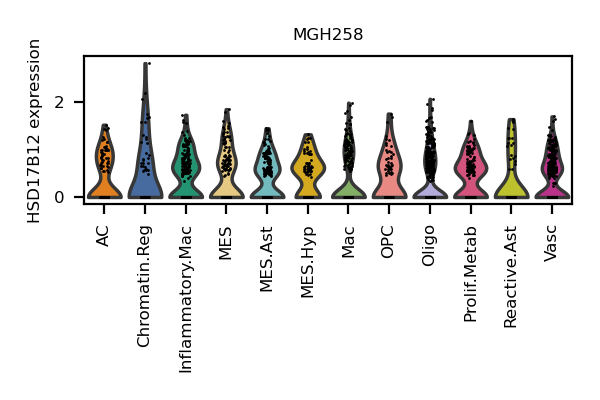 MGH258
HSD17B12 expression
2
0
AC
Chromatin.Reg
Inflammatory.Mac
MES
MES.Ast
MES.Hyp
Mac
OPC
Oligo
Prolif.Metab
Reactive.Ast
Vasc